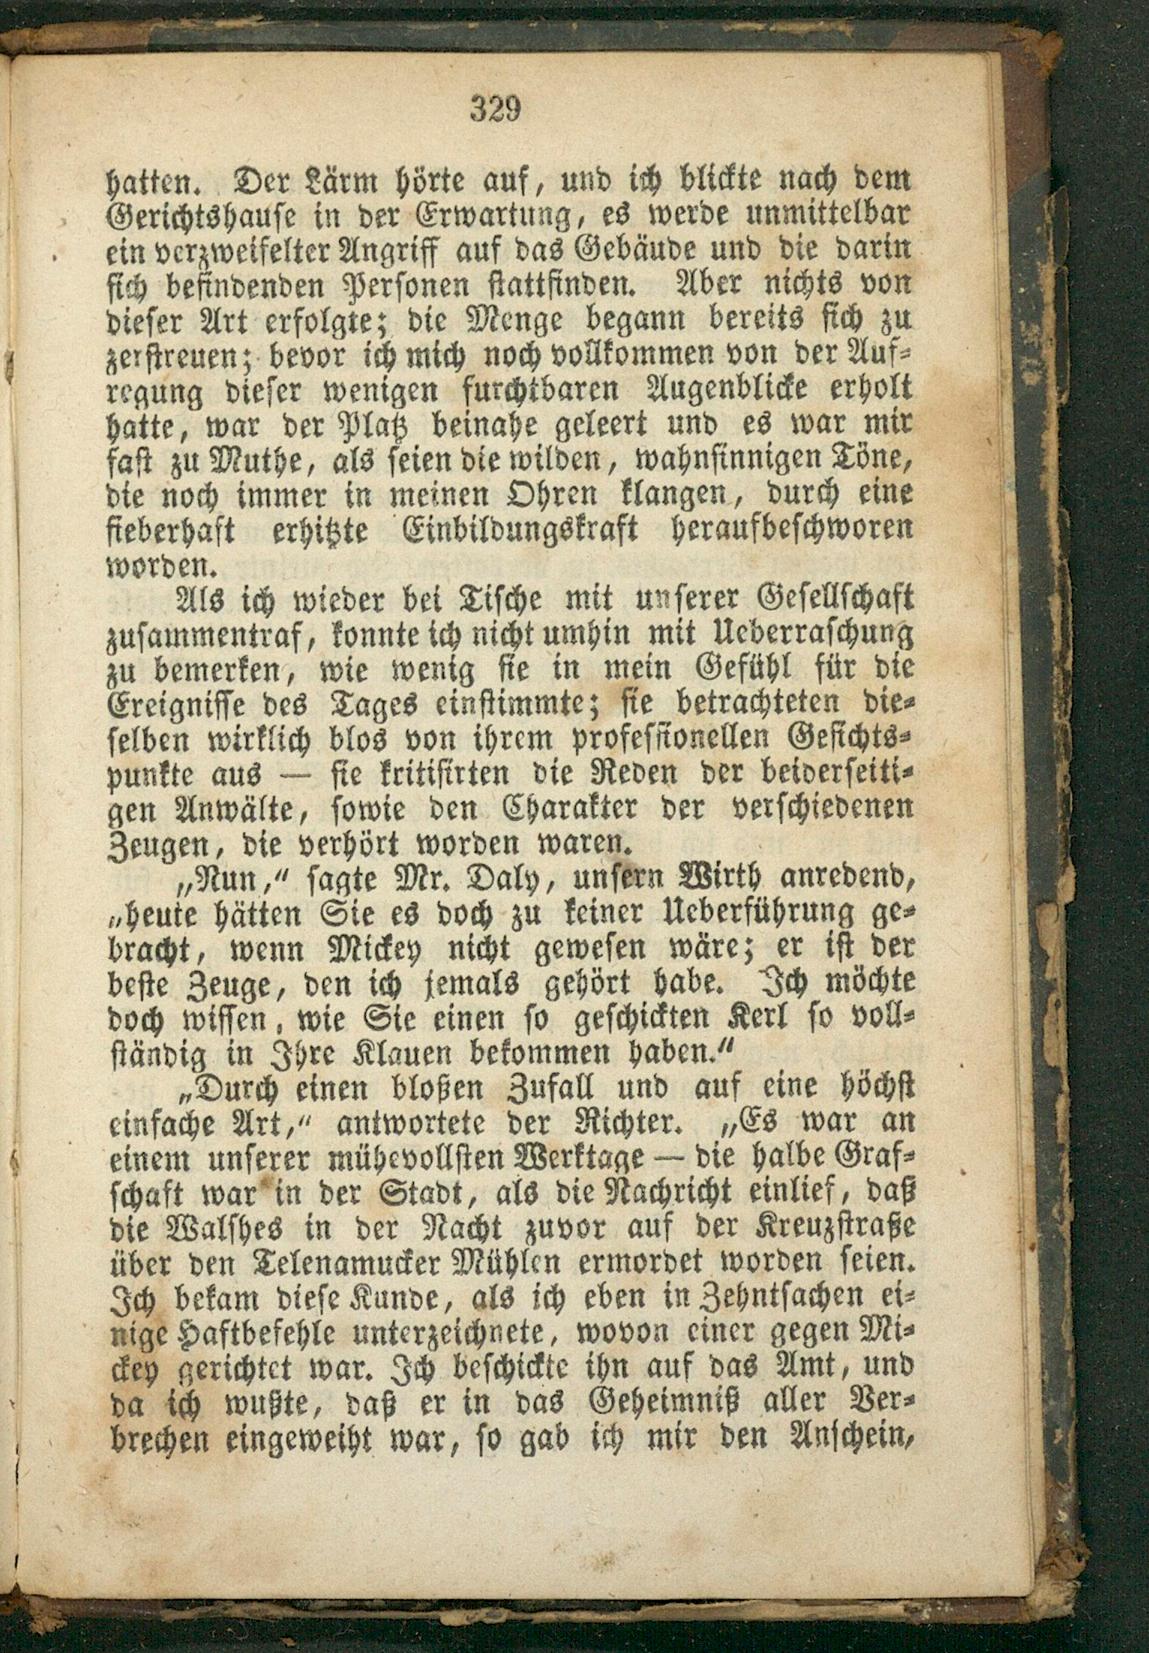 329
hatten. Der Lärm hörte auf, und ich blickte nach dem
Gerichtshause in der Erwartung, es werde unmittelbar
ein verzweifelter Angriff auf das Gebäude und die darin
sich befindenden Personen stattfinden. Aber nichts von
dieser Art erfolgte; die Menge begann bereits sich zu
zerstreuen; bevor ich mich noch vollkommen von der Auf-
regung dieser wenigen furchtbaren Augenblicke erholt
hatte, war der Platz beinahe geleert und es war mir
fast zu Muthe, als seien die wilden, wahnsinnigen Töne,
die noch immer in meinen Ohren klangen, durch eine
fieberhaft erhitzte Einbildungskraft heraufbeschworen
worden.
Als ich wieder bei Tische mit unserer Gesellschaft
zusammentraf, konnte ich nicht umhin mit Ueberraschung
zu bemerken, wie wenig sie in mein Gefühl für die
Ereignisse des Tages einstimmte; sie betrachteten die-
selben wirklich blos von ihrem professionellen Gesichts-
punkte aus — sie kritisirten die Reden der beiderseiti-
gen Anwälte, sowie den Charakter der verschiedenen
Zeugen, die verhört worden waren.
„Nun,“ sagte Mr. Daly, unsern Wirth anredend,
„heute hätten Sie es doch zu keiner Ueberführung ge-
bracht, wenn Mickey nicht gewesen wäre; er ist der
beste Zeuge, den ich jemals gehört habe. Ich möchte
doch wissen, wie Sie einen so geschickten Kerl so voll-
ständig in Ihre Klauen bekommen haben.“
„Durch einen bloßen Zufall und auf eine höchst
einfache Art,“ antwortete der Richter. „Es war an
einem unserer mühevollsten Werktage — die halbe Graf-
schaft war in der Stadt, als die Nachricht einlief, daß
die Walshes in der Nacht zuvor auf der Kreuzstraße
über den Telenamucker Mühlen ermordet worden seien.
Ich bekam diese Kunde, als ich eben in Zehntsachen ei-
nige Haftbefehle unterzeichnete, wovon einer gegen Mi-
ckey gerichtet war. Ich beschickte ihn auf das Amt, und
da ich wußte, daß er in das Geheimniß aller Ver-
brechen eingeweiht war, so gab ich mir den Anschein,